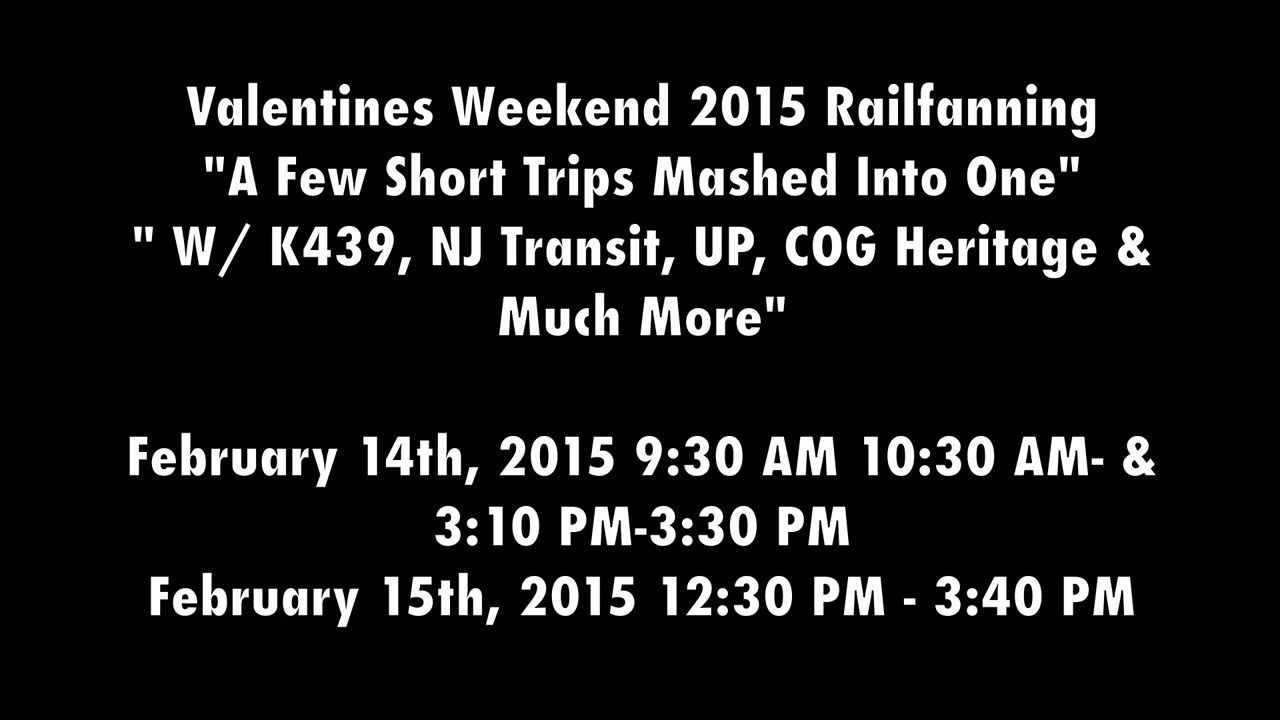 Valentines Weekend 2015 Railfanning
"A Few Short Trips Mashed Into One"
" W/ K439, NJ Transit, UP, COG Heritage &
Much More"
February 14th, 2015 9:30 AM 10:30 AM- &
3:10 PM-3:30 PM
February 15th, 2015 12:30 PM - 3:40 PM